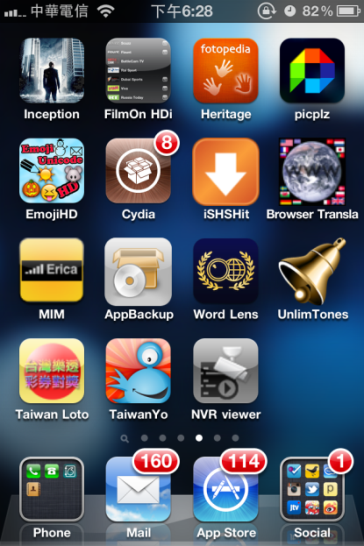 中華電信 下午6:28 82%
fotopedia
Inception FilmOn HDi Heritage picplz
Emoji
Unicode
HD
8
EmojiHD Cydia iSHSHit Browser Transla
Erica
MIM AppBackup Word Lens UnlimTones
台灣樂透
彩券對獎
Taiwan Loto TaiwanYo NVR viewer
160 114 1
Phone Mail App Store Social